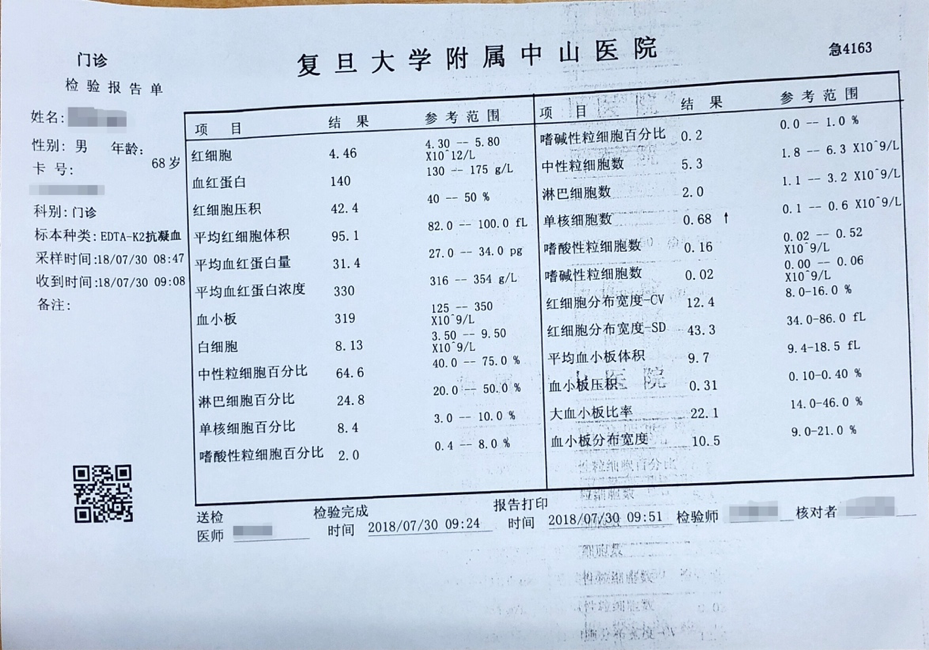 复旦大学附属中山医院
急4163
门诊
检验报告单
姓名:
性别: 男 年龄: 68 岁
卡 号:
科别: 门诊
标本种类: EDTA-K2抗凝血
采样时间:18/07/30 08:47
收到时间:18/07/30 09:08
备注:
项 目 结 果 参 考 范 围
红细胞 4.46 4.30 -- 5.80 X10^12/L
血红蛋白 140 130 -- 175 g/L
红细胞压积 42.4 40 -- 50 %
平均红细胞体积 95.1 82.0 -- 100.0 fL
平均血红蛋白量 31.4 27.0 -- 34.0 pg
平均血红蛋白浓度 330 316 -- 354 g/L
血小板 319 125 -- 350 X10^9/L
白细胞 8.13 3.50 -- 9.50 X10^9/L
中性粒细胞百分比 64.6 40.0 -- 75.0 %
淋巴细胞百分比 24.8 20.0 -- 50.0 %
单核细胞百分比 8.4 3.0 -- 10.0 %
嗜酸性粒细胞百分比 2.0 0.4 -- 8.0 %
项 目 结 果 参 考 范 围
嗜碱性粒细胞百分比 0.2 0.0 -- 1.0 %
中性粒细胞数 5.3 1.8 -- 6.3 X10^9/L
淋巴细胞数 2.0 1.1 -- 3.2 X10^9/L
单核细胞数 0.68 ↑ 0.1 -- 0.6 X10^9/L
嗜酸性粒细胞数 0.16 0.02 -- 0.52 X10^9/L
嗜碱性粒细胞数 0.02 0.00 -- 0.06 X10^9/L
红细胞分布宽度-CV 12.4 8.0-16.0 %
红细胞分布宽度-SD 43.3 34.0-86.0 fL
平均血小板体积 9.7 9.4-18.5 fL
血小板压积 0.31 0.10-0.40 %
大血小板比率 22.1 14.0-46.0 %
血小板分布宽度 10.5 9.0-21.0 %
送检医师
检验完成时间 2018/07/30 09:24
报告打印时间 2018/07/30 09:51
检验师
核对者